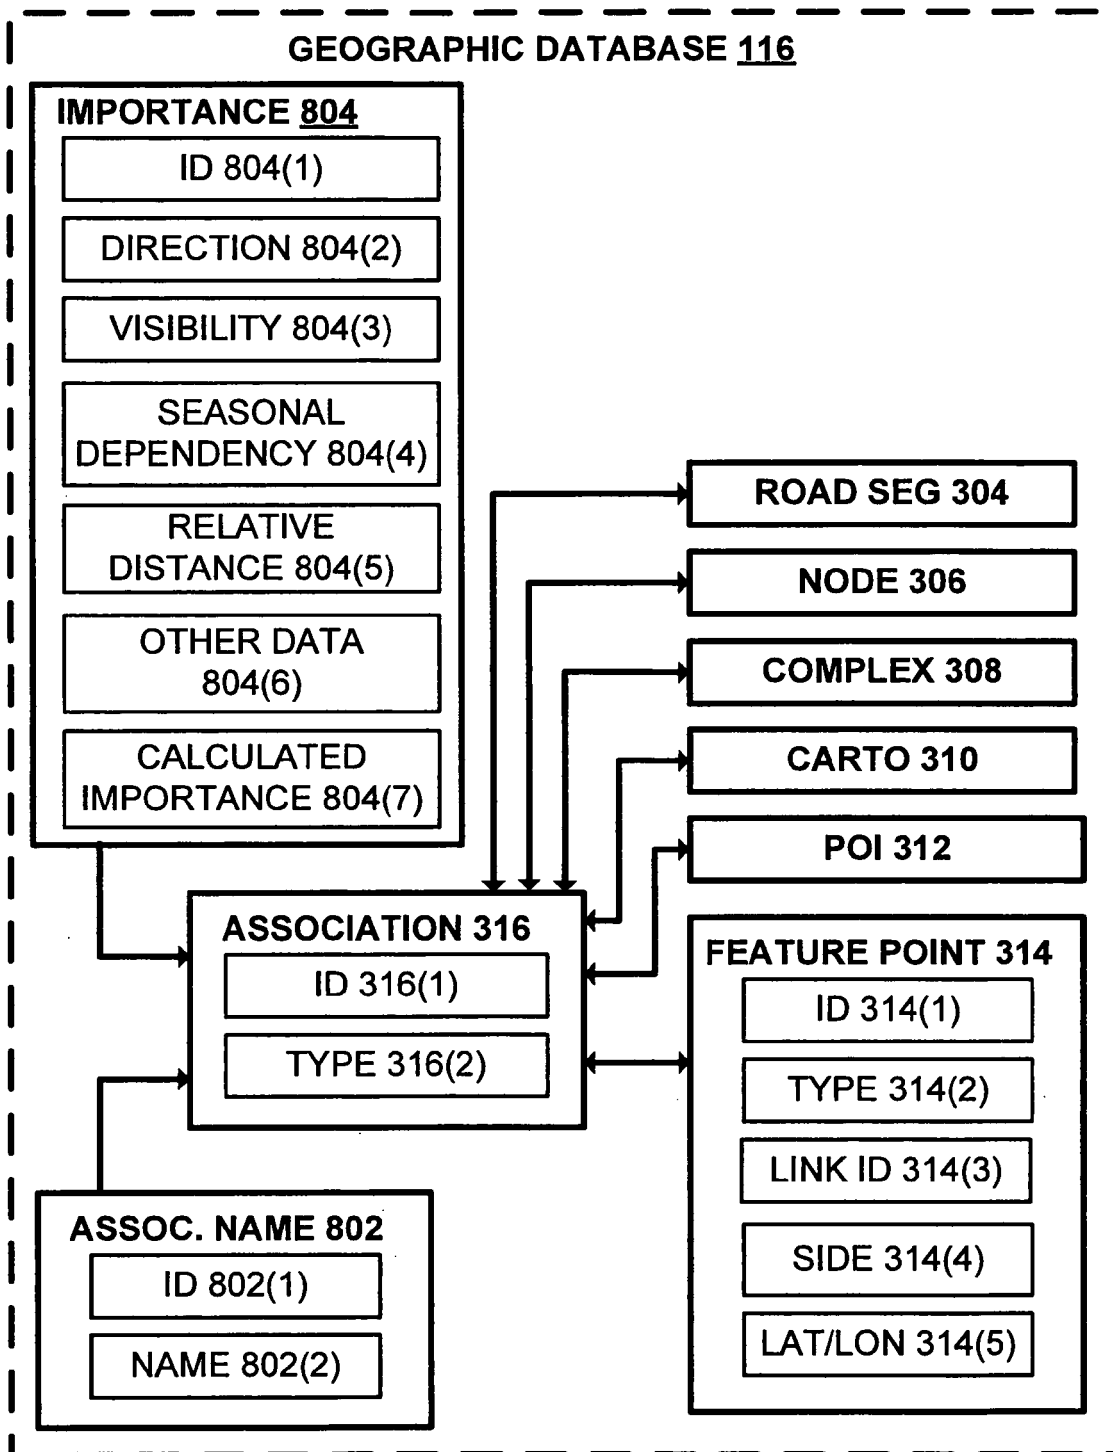 GEOGRAPHIC DATABASE 116
IMPORTANCE 804
ID 804(1)
DIRECTION 804(2)
VISIBILITY 804(3)
SEASONAL
DEPENDENCY 804(4)
RELATIVE
DISTANCE 804(5)
OTHER DATA
804(6)
CALCULATED
IMPORTANCE 804(7)
ROAD SEG 304
NODE 306
COMPLEX 308
CARTO 310
POI 312
ASSOCIATION 316
ID 316(1)
TYPE 316(2)
FEATURE POINT 314
ID 314(1)
TYPE 314(2)
LINK ID 314(3)
SIDE 314(4)
LAT/LON 314(5)
ASSOC. NAME 802
ID 802(1)
NAME 802(2)